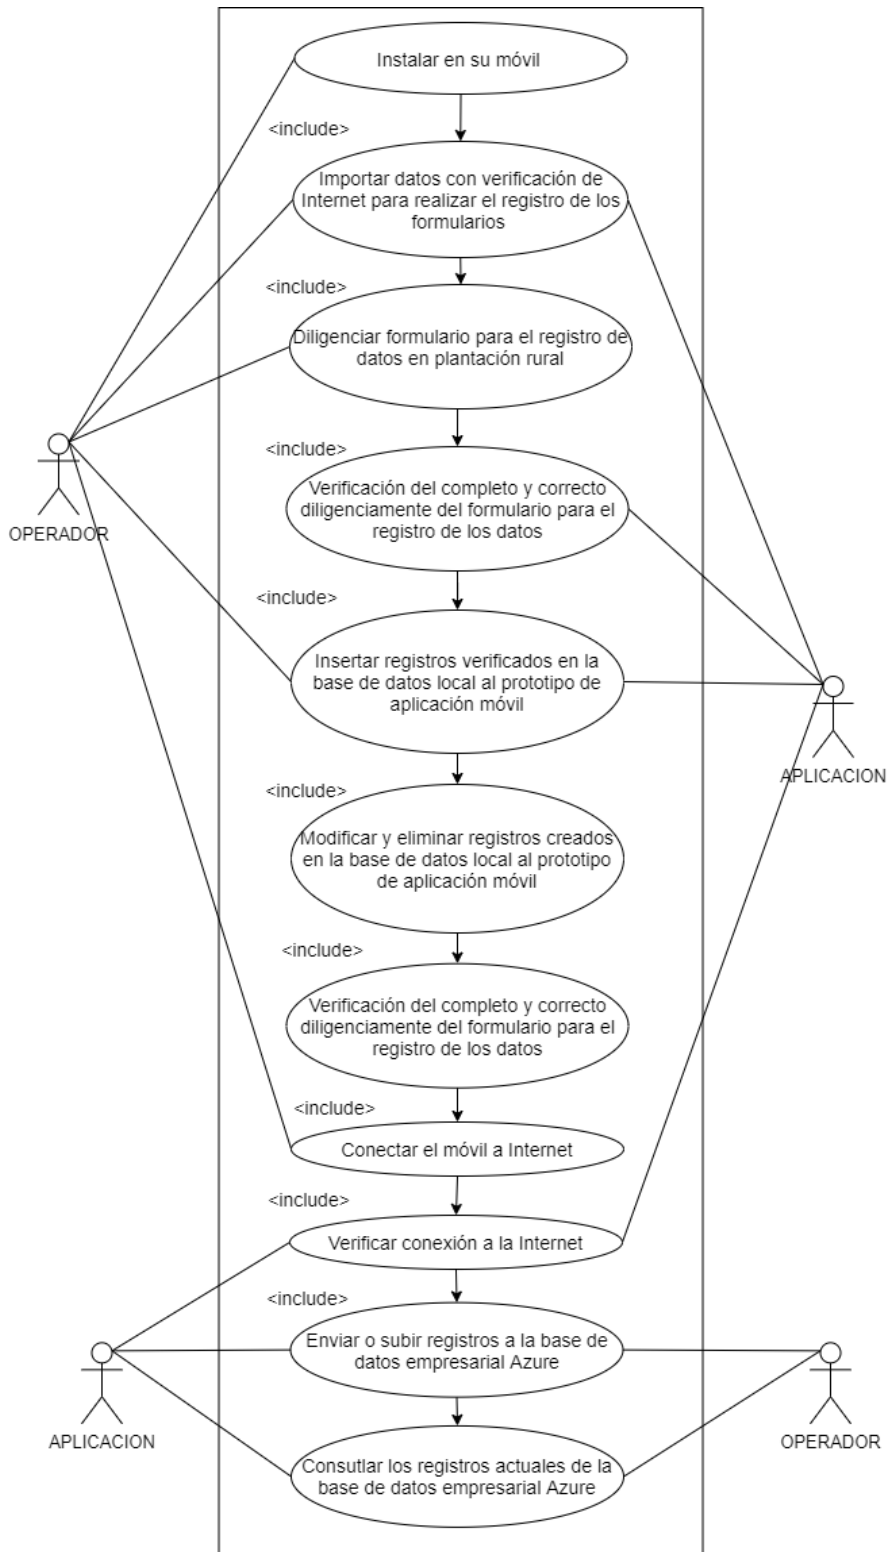 Instalar en su móvil
<include>
Importar datos con verificación de
Internet para realizar el registro de los
formularios
<include>
Diligenciar formulario para el registro de
datos en plantación rural
<include>
Verificación del completo y correcto
diligenciamente del formulario para el
registro de los datos
OPERADOR
<include>
Insertar registros verificados en la
base de datos local al prototipo de
aplicación móvil
APLICACION
<include>
Modificar y eliminar registros creados
en la base de datos local al prototipo
de aplicación móvil
<include>
Verificación del completo y correcto
diligenciamente del formulario para el
registro de los datos
<include>
Conectar el móvil a Internet
<include>
Verificar conexión a la Internet
<include>
Enviar o subir registros a la base de
datos empresarial Azure
APLICACION
OPERADOR
Consutlar los registros actuales de la
base de datos empresarial Azure